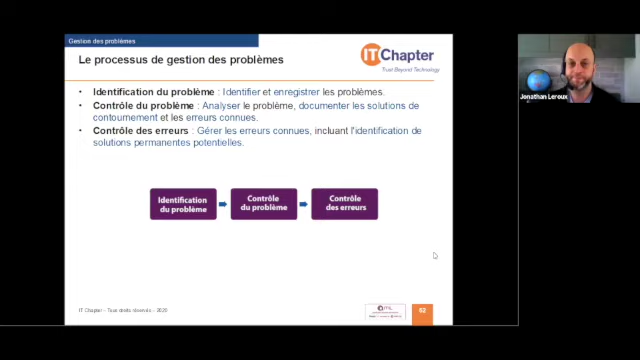 Gestion des problèmes
Le processus de gestion des problèmes
IT Chapter
Trust Beyond Technology
• Identification du problème : Identifier et enregistrer les problèmes.
• Contrôle du problème : Analyser le problème, documenter les solutions de
contournement et les erreurs connues.
• Contrôle des erreurs : Gérer les erreurs connues, incluant l'identification de
solutions permanentes potentielles.
Identification
du problème
Contrôle
du problème
Contrôle
des erreurs
IT Chapter - Tous droits réservés - 2020
ITIL
62
Jonathan Leroux